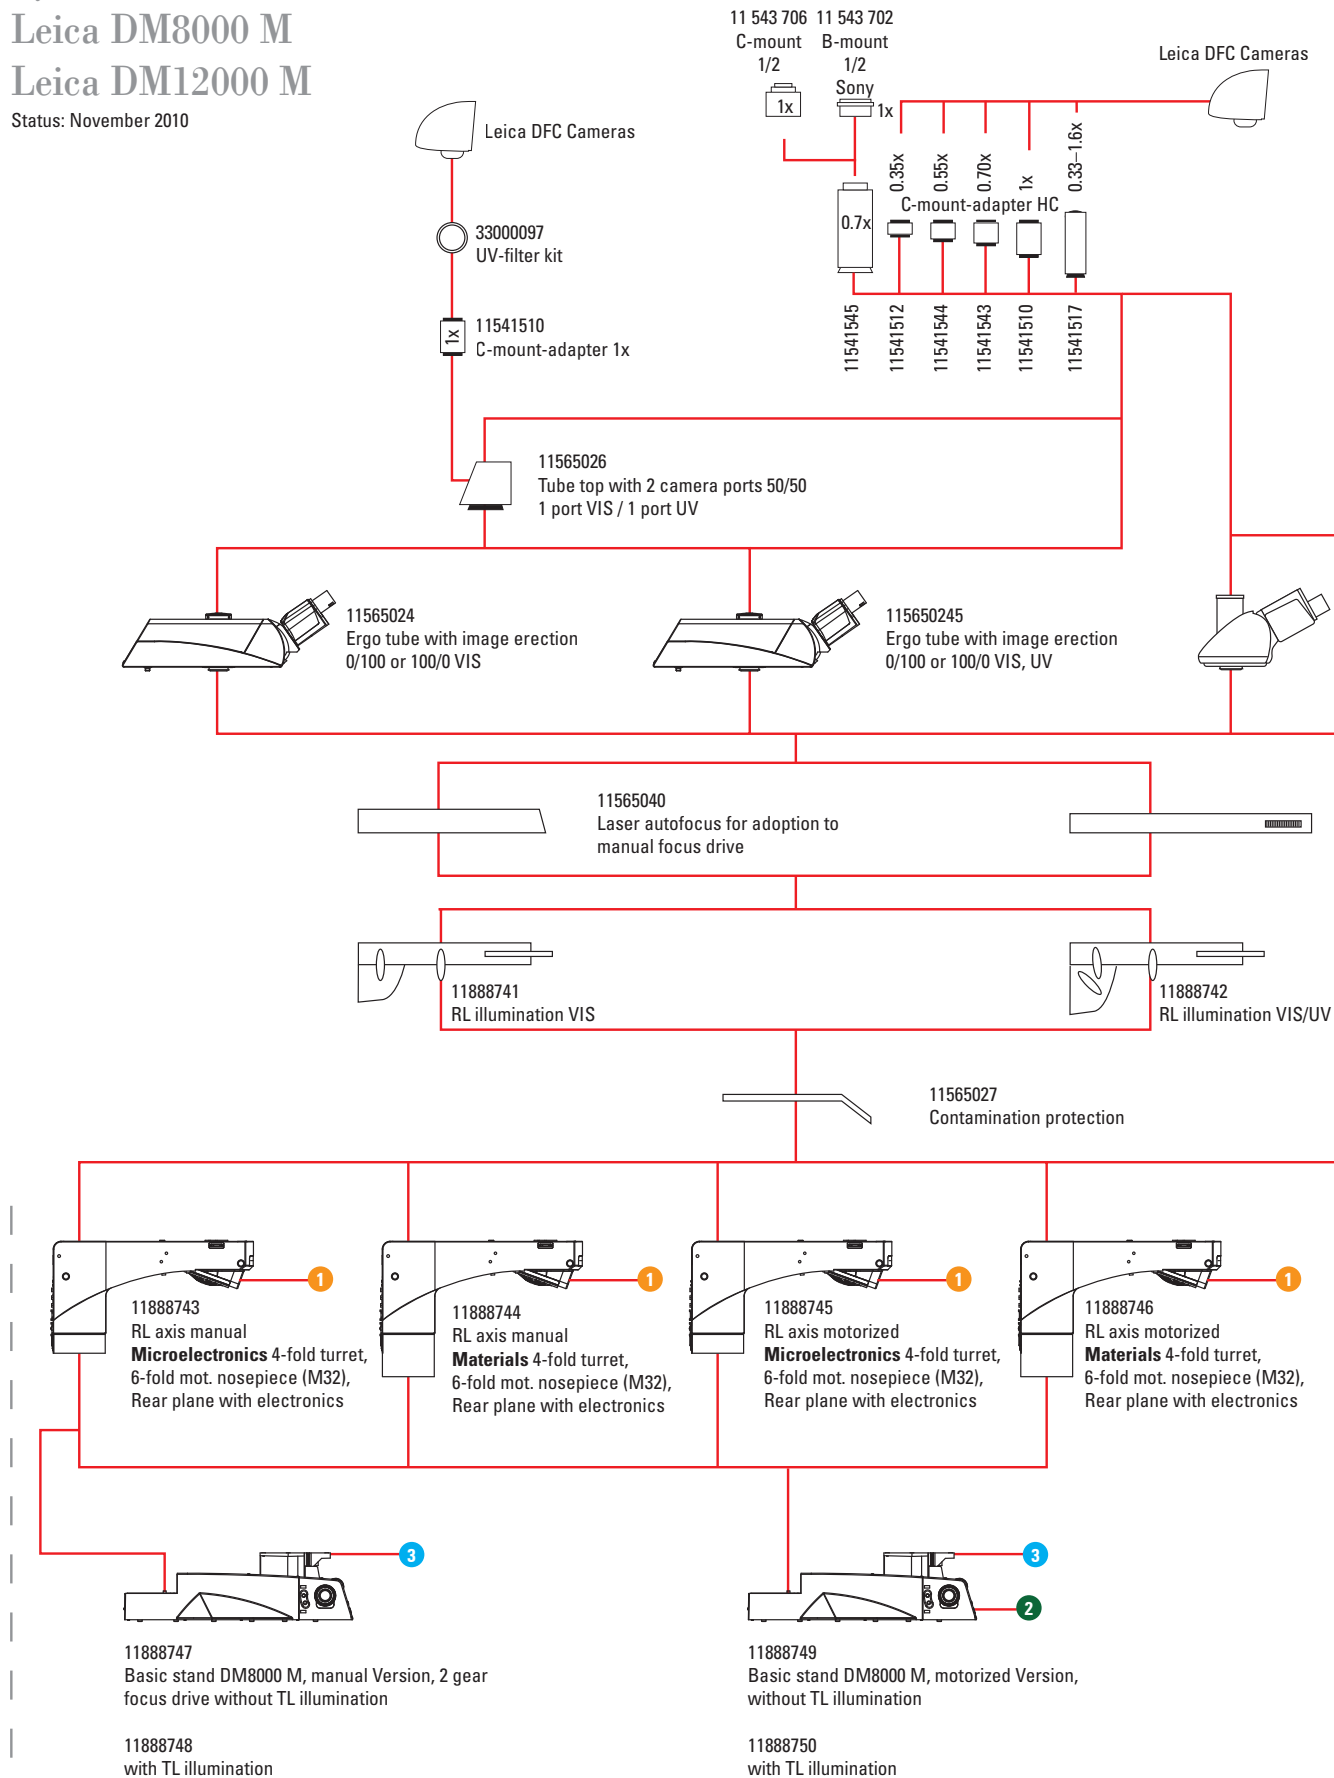 Leica DM8000 M
Leica DM12000 M
Status: November 2010
Leica DFC Cameras
33000097
UV-filter kit
1x
11541510
C-mount-adapter 1x
11 543 706
C-mount
1/2
1x
11 543 702
B-mount
1/2
Sony
1x
Leica DFC Cameras
0.35x
0.55x
0.70x
1x
0.33–1.6x
C-mount-adapter HC
0.7x
11541545
11541512
11541544
11541543
11541510
11541517
11565026
Tube top with 2 camera ports 50/50
1 port VIS / 1 port UV
11565024
Ergo tube with image erection
0/100 or 100/0 VIS
115650245
Ergo tube with image erection
0/100 or 100/0 VIS, UV
11565040
Laser autofocus for adoption to
manual focus drive
11888741
RL illumination VIS
11888742
RL illumination VIS/UV
11565027
Contamination protection
1
11888743
RL axis manual
Microelectronics 4-fold turret,
6-fold mot. nosepiece (M32),
Rear plane with electronics
1
11888744
RL axis manual
Materials 4-fold turret,
6-fold mot. nosepiece (M32),
Rear plane with electronics
1
11888745
RL axis motorized
Microelectronics 4-fold turret,
6-fold mot. nosepiece (M32),
Rear plane with electronics
1
11888746
RL axis motorized
Materials 4-fold turret,
6-fold mot. nosepiece (M32),
Rear plane with electronics
3
11888747
Basic stand DM8000 M, manual Version, 2 gear
focus drive without TL illumination
11888748
with TL illumination
3
2
11888749
Basic stand DM8000 M, motorized Version,
without TL illumination
11888750
with TL illumination